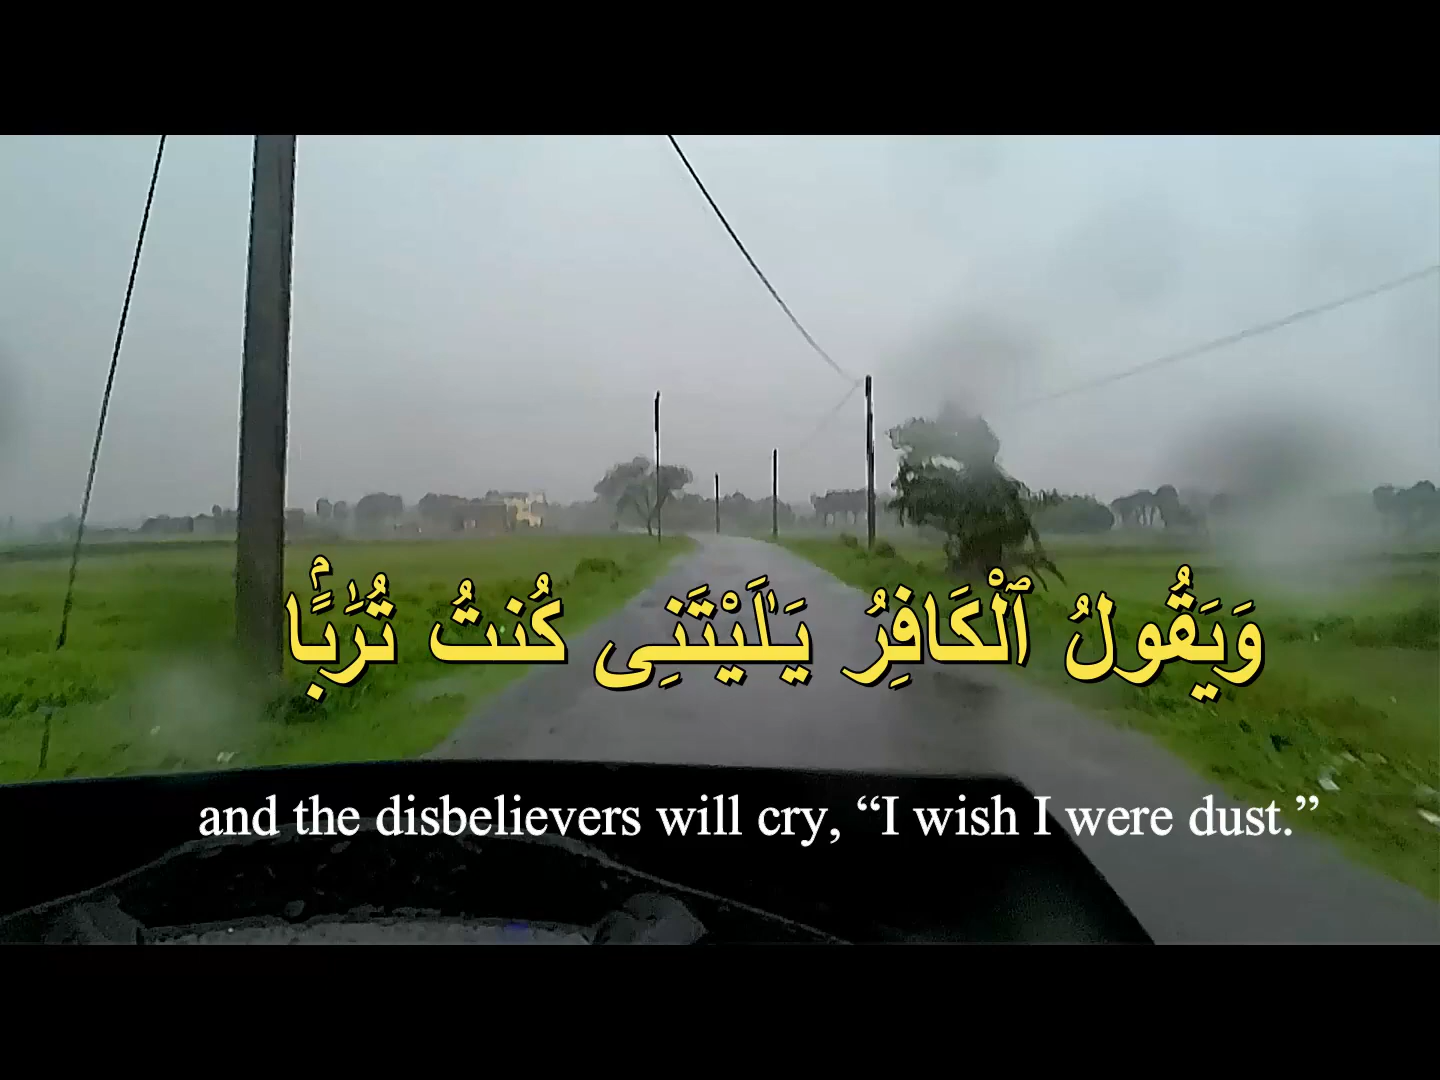 وَيَقُولُ ٱلْكَافِرُ يَـٰلَيْتَنِى كُنتُ تُرَٰبًۢا
and the disbelievers will cry, “I wish I were dust.”